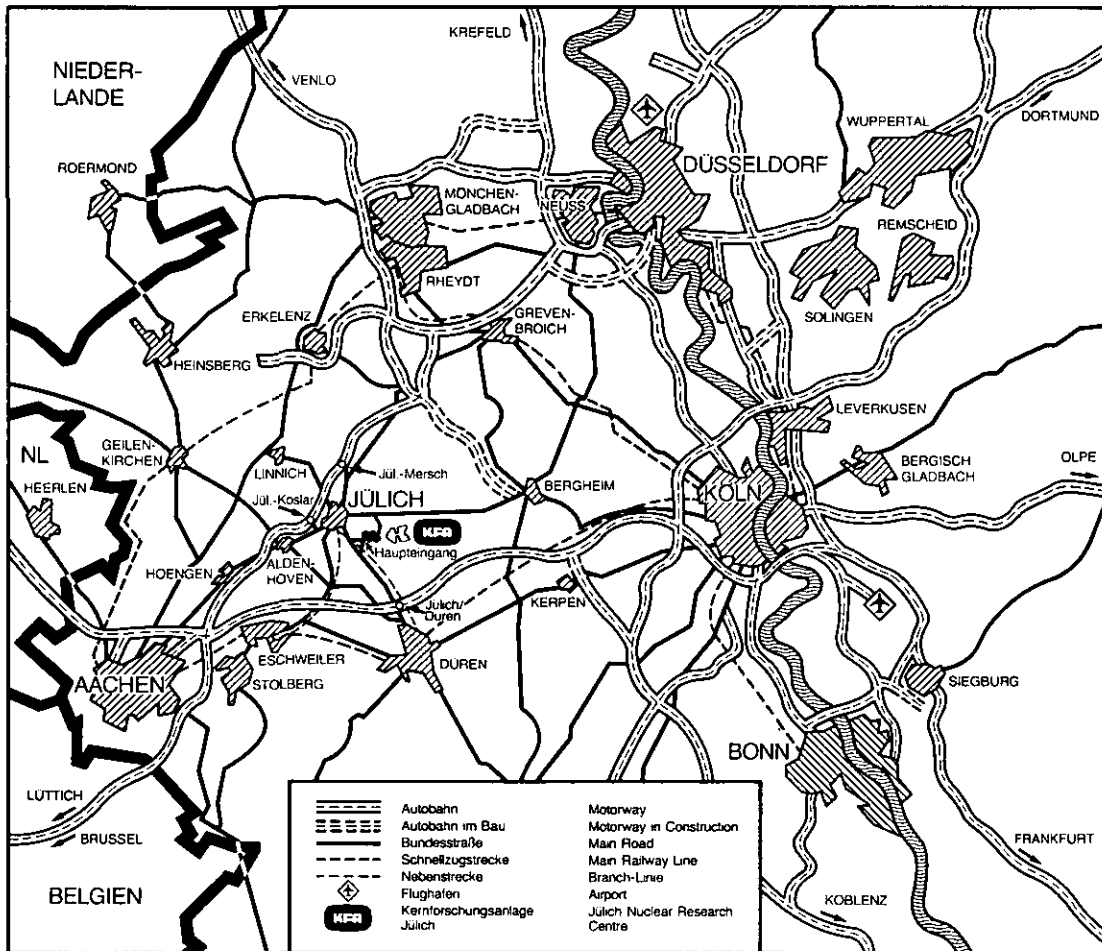 KREFELD
NIEDER-
LANDE
VENLO
DORTMUND
WUPPERTAL
DÜSSELDORF
ROERMOND
MÖNCHEN-
GLADBACH
NEUSS
REMSCHEID
RHEYDT
ERKELENZ
GREVEN-
BROICH
SOLINGEN
HEINSBERG
LEVERKUSEN
GEILEN-
KIRCHEN
NL
HEERLEN
LINNICH
Jül.-Mersch
BERGISCH
GLADBACH
OLPE
Jül.-Koslar
JÜLICH
BERGHEIM
KÖLN
KFA
Haupteingang
HOENGEN
ALDEN-
HOVEN
Jülich/
Düren
KERPEN
ESCHWEILER
DÜREN
AACHEN
STOLBERG
SIEGBURG
BONN
LÜTTICH
BRUSSEL
BELGIEN
FRANKFURT
KOBLENZ
Autobahn Motorway
Autobahn im Bau Motorway in Construction
Bundesstraße Main Road
Schnellzugstrecke Main Railway Line
Nebenstrecke Branch-Linie
Flughafen Airport
KFA Kernforschungsanlage Jülich Nuclear Research
Jülich Centre